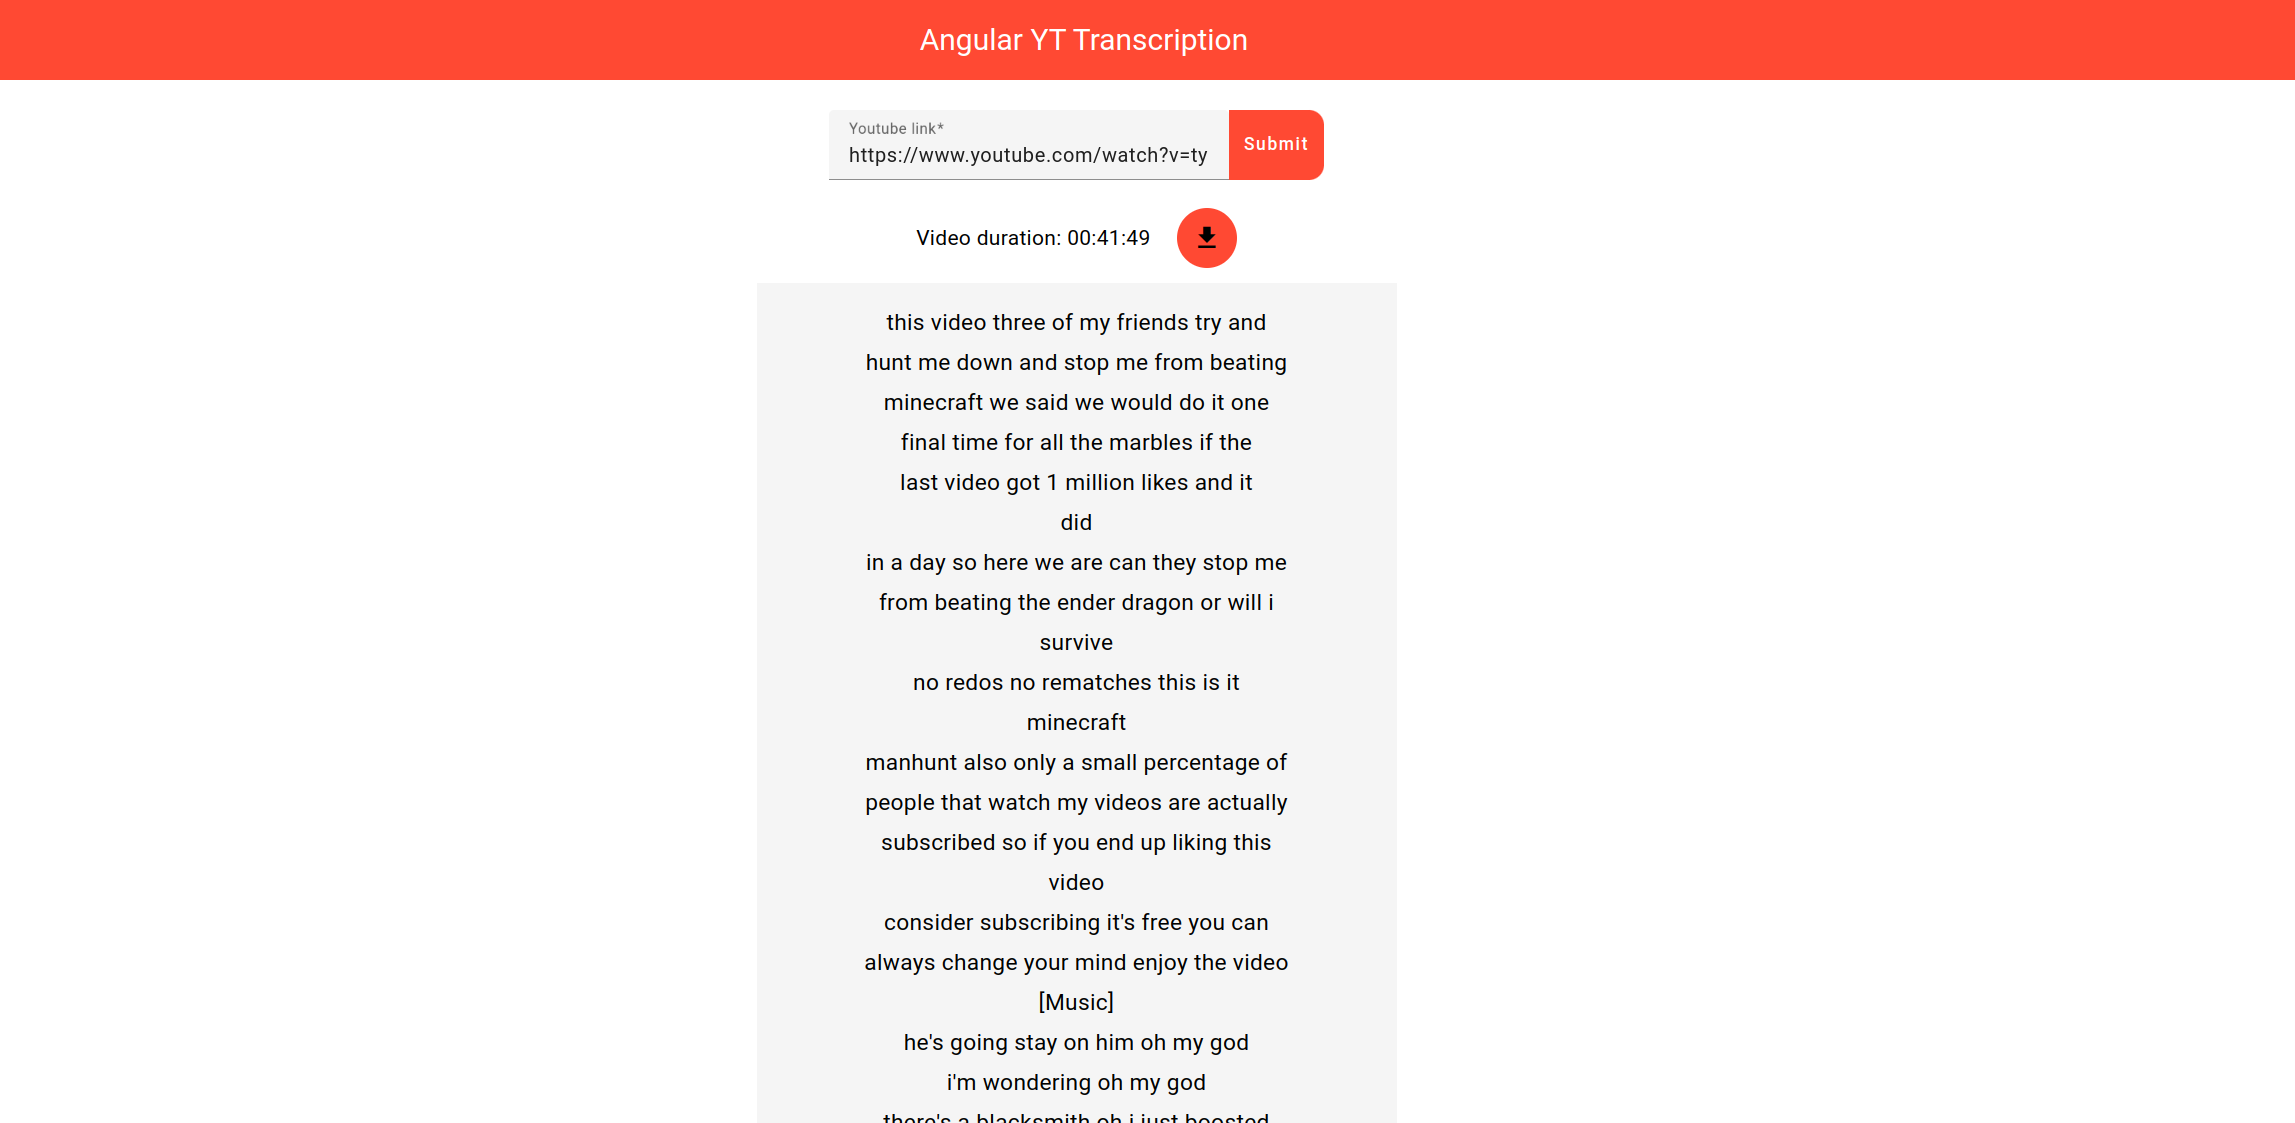 Angular YT Transcription
Youtube link*
https://www.youtube.com/watch?v=ty
Submit
Video duration: 00:41:49
this video three of my friends try and
hunt me down and stop me from beating
minecraft we said we would do it one
final time for all the marbles if the
last video got 1 million likes and it
did
in a day so here we are can they stop me
from beating the ender dragon or will i
survive
no redos no rematches this is it
minecraft
manhunt also only a small percentage of
people that watch my videos are actually
subscribed so if you end up liking this
video
consider subscribing it's free you can
always change your mind enjoy the video
[Music]
he's going stay on him oh my god
i'm wondering oh my god
there's a blacksmith oh i just boosted